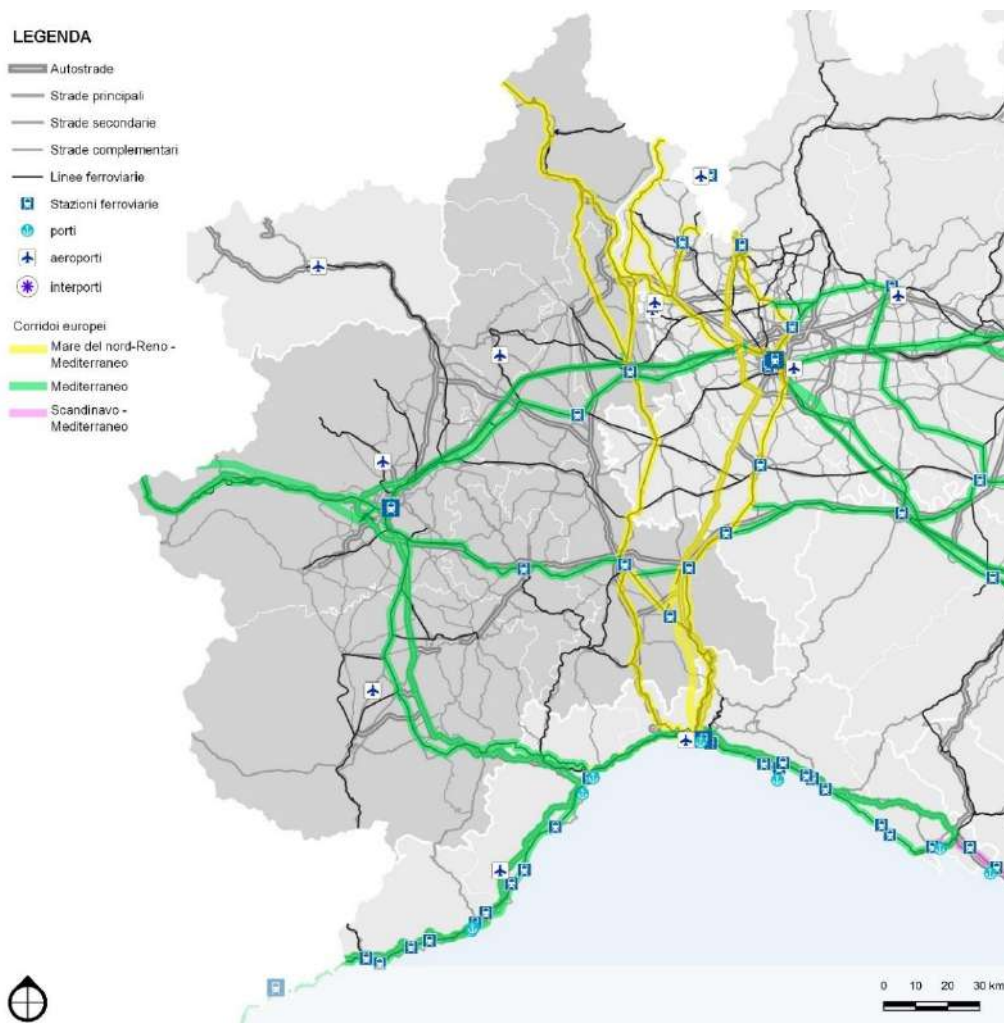 LEGENDA
Autostrade
Strade principali
Strade secondarie
Strade complementari
Linee ferroviarie
Stazioni ferroviarie
porti
aeroporti
interporti
Corridoi europei
Mare del nord-Reno -
Mediterraneo
Mediterraneo
Scandinavo -
Mediterraneo
0 10 20 30 km